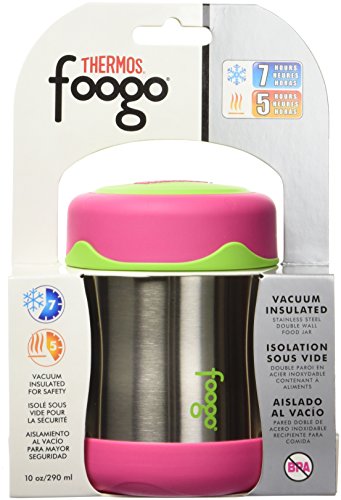 THERMOS®
foogo®
7 HOURS HEURES HORAS
5 HOURS HEURES HORAS
7
5
VACUUM
INSULATED
FOR SAFETY
ISOLÉ SOUS
VIDE POUR LA
SÉCURITÉ
AISLAMIENTO
AL VACÍO
PARA MAYOR
SEGURIDAD
10 oz/290 ml
foogo
VACUUM
INSULATED
STAINLESS STEEL
DOUBLE WALL
FOOD JAR
ISOLATION
SOUS VIDE
DOUBLE PAROI EN
ACIER INOXYDABLE
CONTENANT À
ALIMENTS
AISLADO
AL VACÍO
PARED DOBLE DE
ACERO INOXIDABLE
RECIPIENTE PARA
COMIDA
BPA